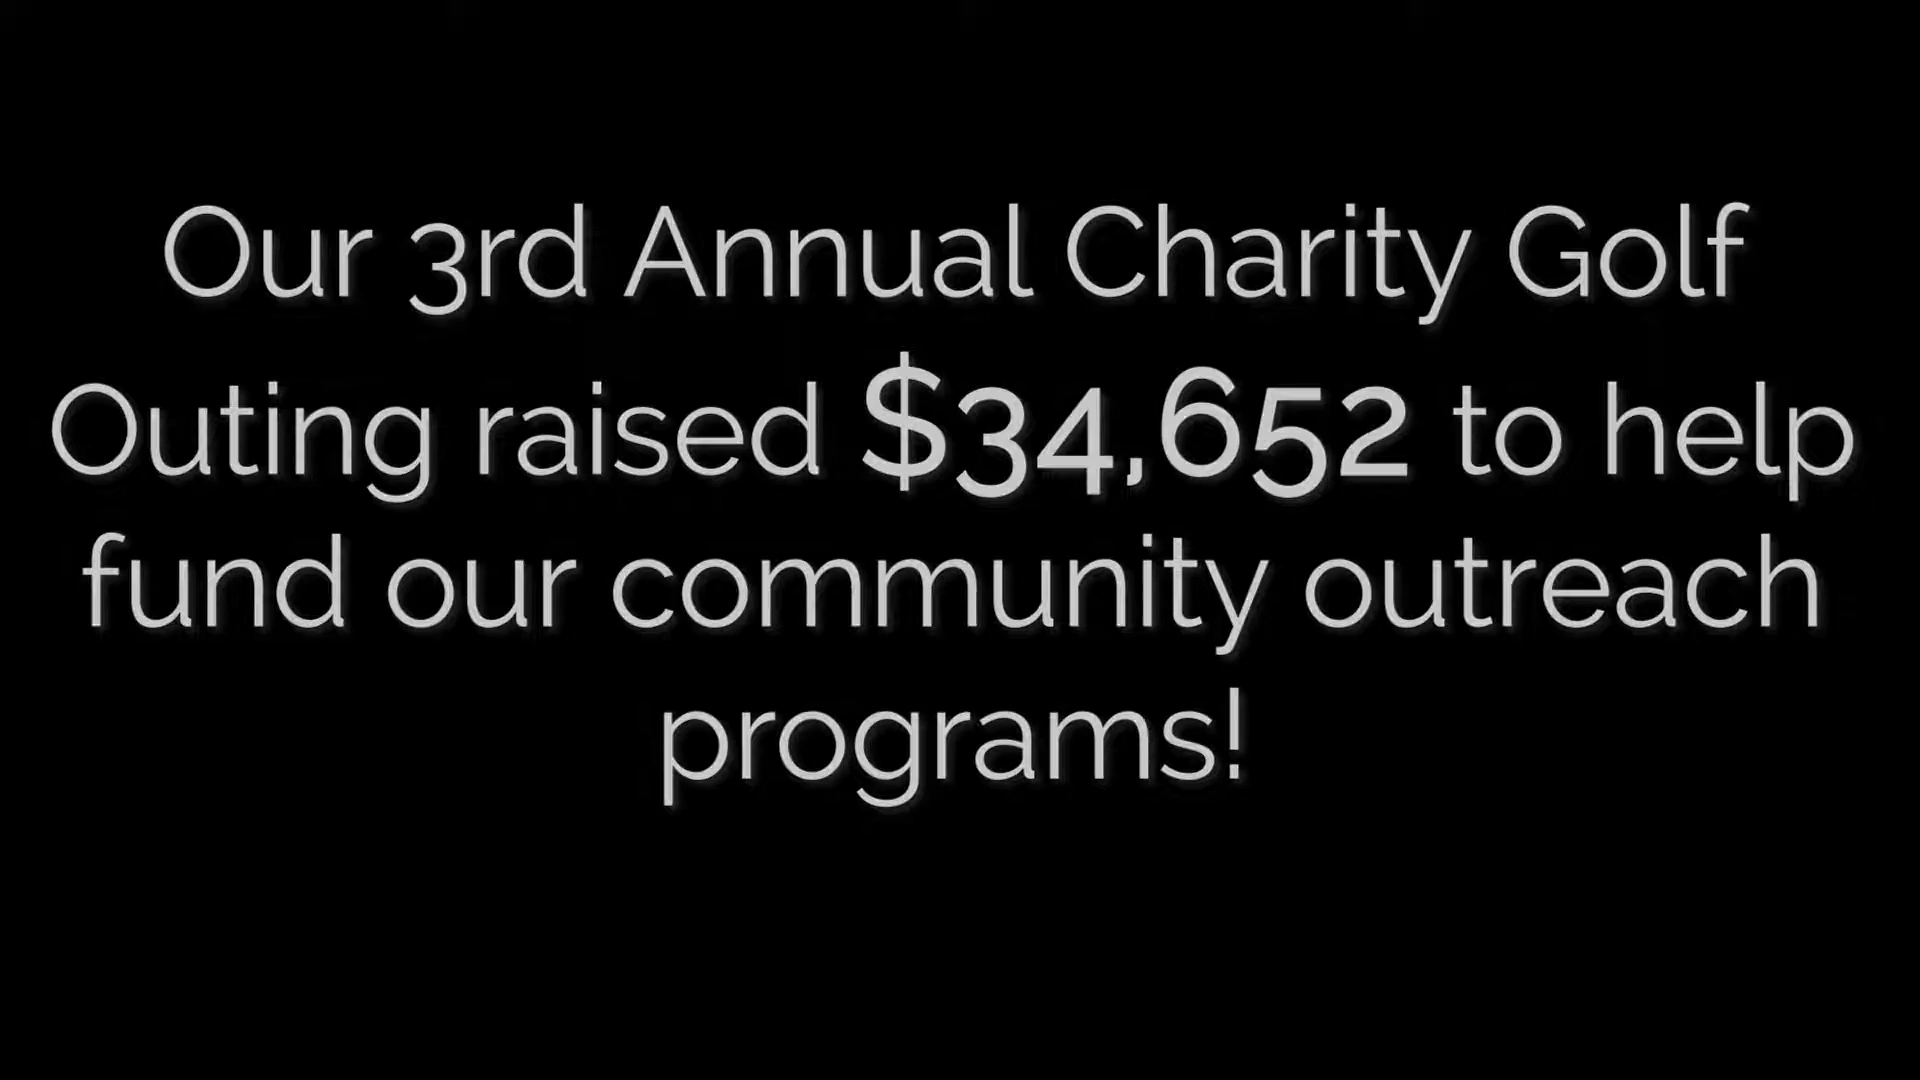 Our 3rd Annual Charity Golf
Outing raised $34,652 to help
fund our community outreach
programs!